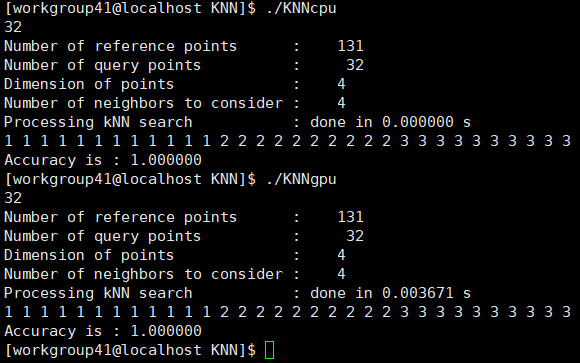 [workgroup41@localhost KNN]$ ./KNNcpu
32
Number of reference points      :    131
Number of query points          :     32
Dimension of points             :    4
Number of neighbors to consider :    4
Processing kNN search           : done in 0.000000 s
1 1 1 1 1 1 1 1 1 1 1 1 2 2 2 2 2 2 2 2 2 2 3 3 3 3 3 3 3 3 3 3
Accuracy is : 1.000000
[workgroup41@localhost KNN]$ ./KNNgpu
32
Number of reference points      :    131
Number of query points          :     32
Dimension of points             :    4
Number of neighbors to consider :    4
Processing kNN search           : done in 0.003671 s
1 1 1 1 1 1 1 1 1 1 1 1 2 2 2 2 2 2 2 2 2 2 3 3 3 3 3 3 3 3 3 3
Accuracy is : 1.000000
[workgroup41@localhost KNN]$